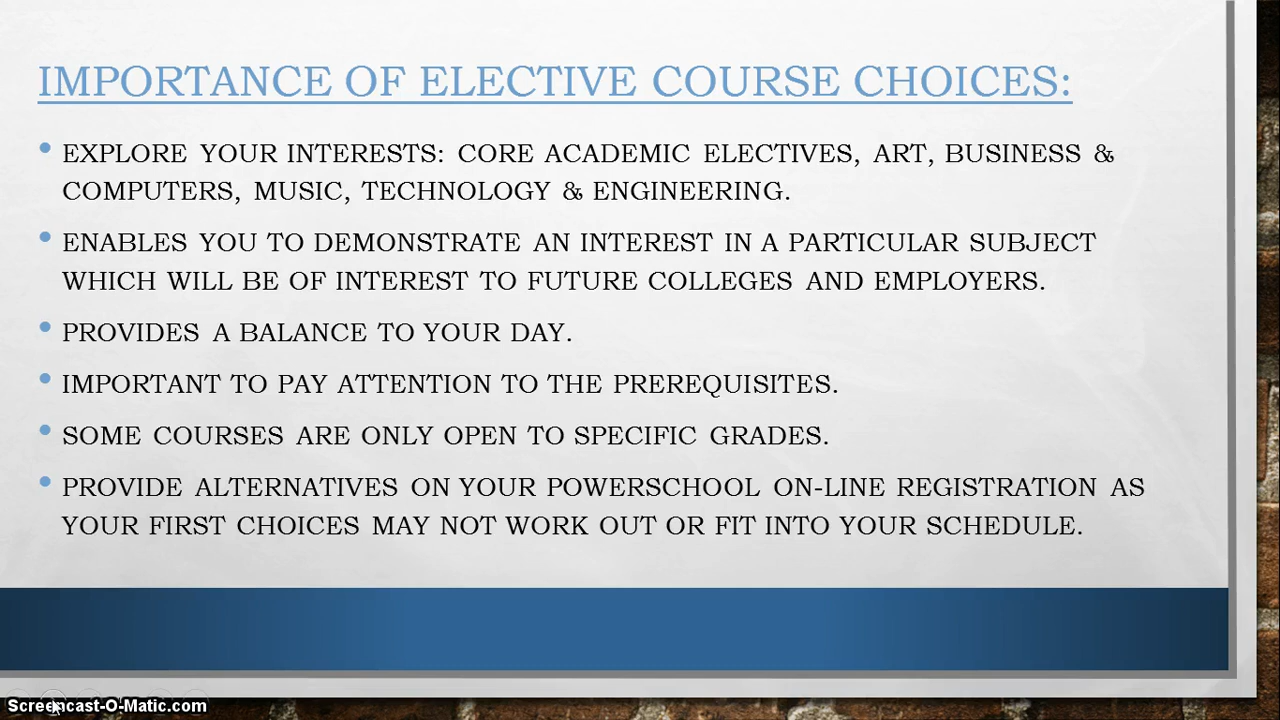 IMPORTANCE OF ELECTIVE COURSE CHOICES:
• EXPLORE YOUR INTERESTS: CORE ACADEMIC ELECTIVES, ART, BUSINESS &
COMPUTERS, MUSIC, TECHNOLOGY & ENGINEERING.
• ENABLES YOU TO DEMONSTRATE AN INTEREST IN A PARTICULAR SUBJECT
WHICH WILL BE OF INTEREST TO FUTURE COLLEGES AND EMPLOYERS.
• PROVIDES A BALANCE TO YOUR DAY.
• IMPORTANT TO PAY ATTENTION TO THE PREREQUISITES.
• SOME COURSES ARE ONLY OPEN TO SPECIFIC GRADES.
• PROVIDE ALTERNATIVES ON YOUR POWERSCHOOL ON-LINE REGISTRATION AS
YOUR FIRST CHOICES MAY NOT WORK OUT OR FIT INTO YOUR SCHEDULE.
Screencast-O-Matic.com